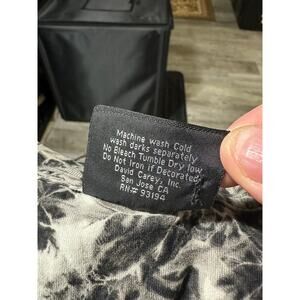 Machine wash Cold
wash darks separately
No Bleach Tumble Dry low
Do Not Iron if Decorated
David Carey, Inc.
San Jose CA
RN# 93194